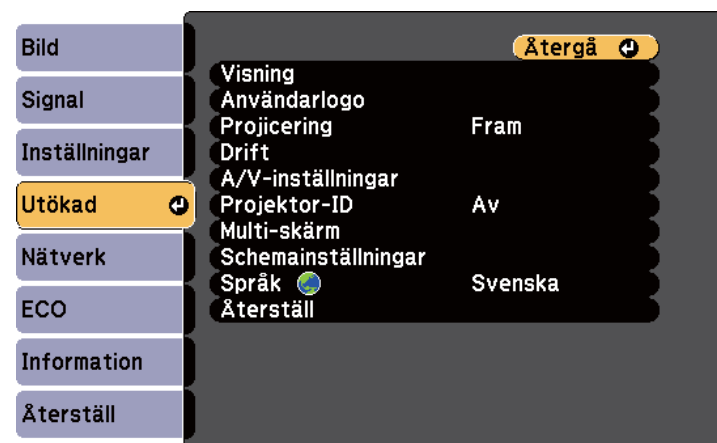 Bild
Signal
Inställningar
Utökad
Nätverk
ECO
Information
Återställ
Återgå
Visning
Användarlogo
Projicering Fram
Drift
A/V-inställningar
Projektor-ID Av
Multi-skärm
Schemainställningar
Språk Svenska
Återställ